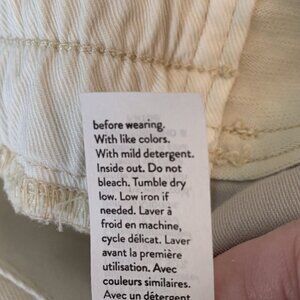 before wearing.
With like colors.
With mild detergent.
Inside out. Do not
bleach. Tumble dry
low. Low iron if
needed. Laver à
froid en machine,
cycle délicat. Laver
avant la première
utilisation. Avec
couleurs similaires.
Avec un détergent